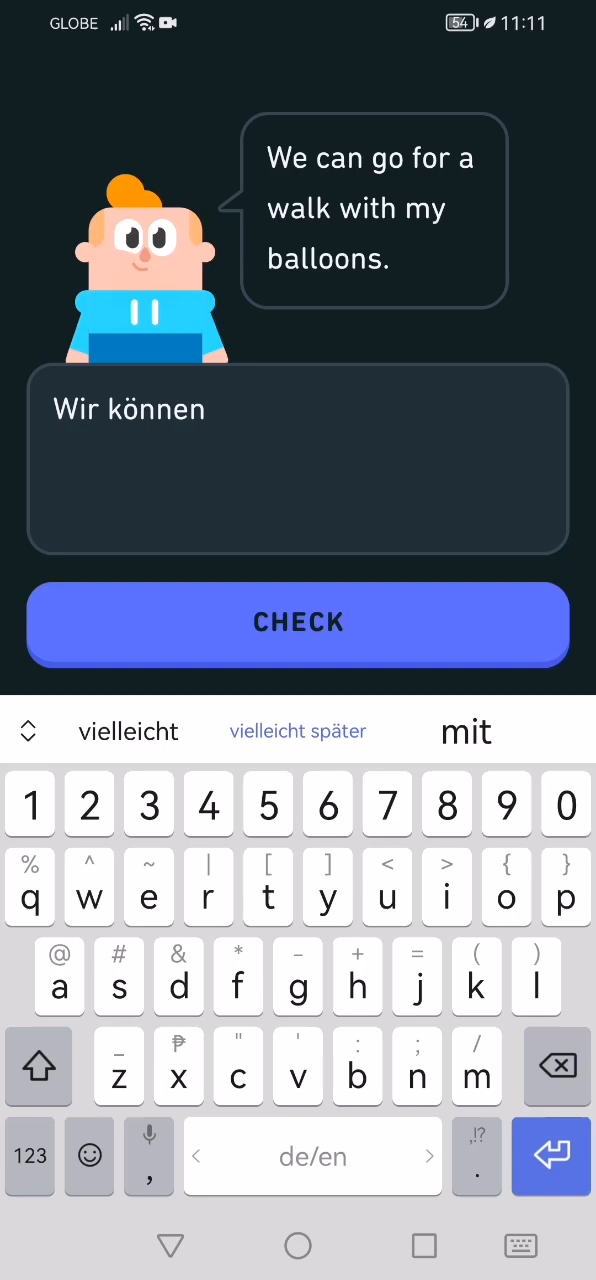 GLOBE 54 11:11
We can go for a
walk with my
balloons.
Wir können
CHECK
vielleicht vielleicht später mit
1 2 3 4 5 6 7 8 9 0
% ^ ~ | [ ] < > { }
q w e r t y u i o p
@ # & * - + = ( )
a s d f g h j k l
_ ₱ " ' : ; /
z x c v b n m
123 , de/en ,!? .